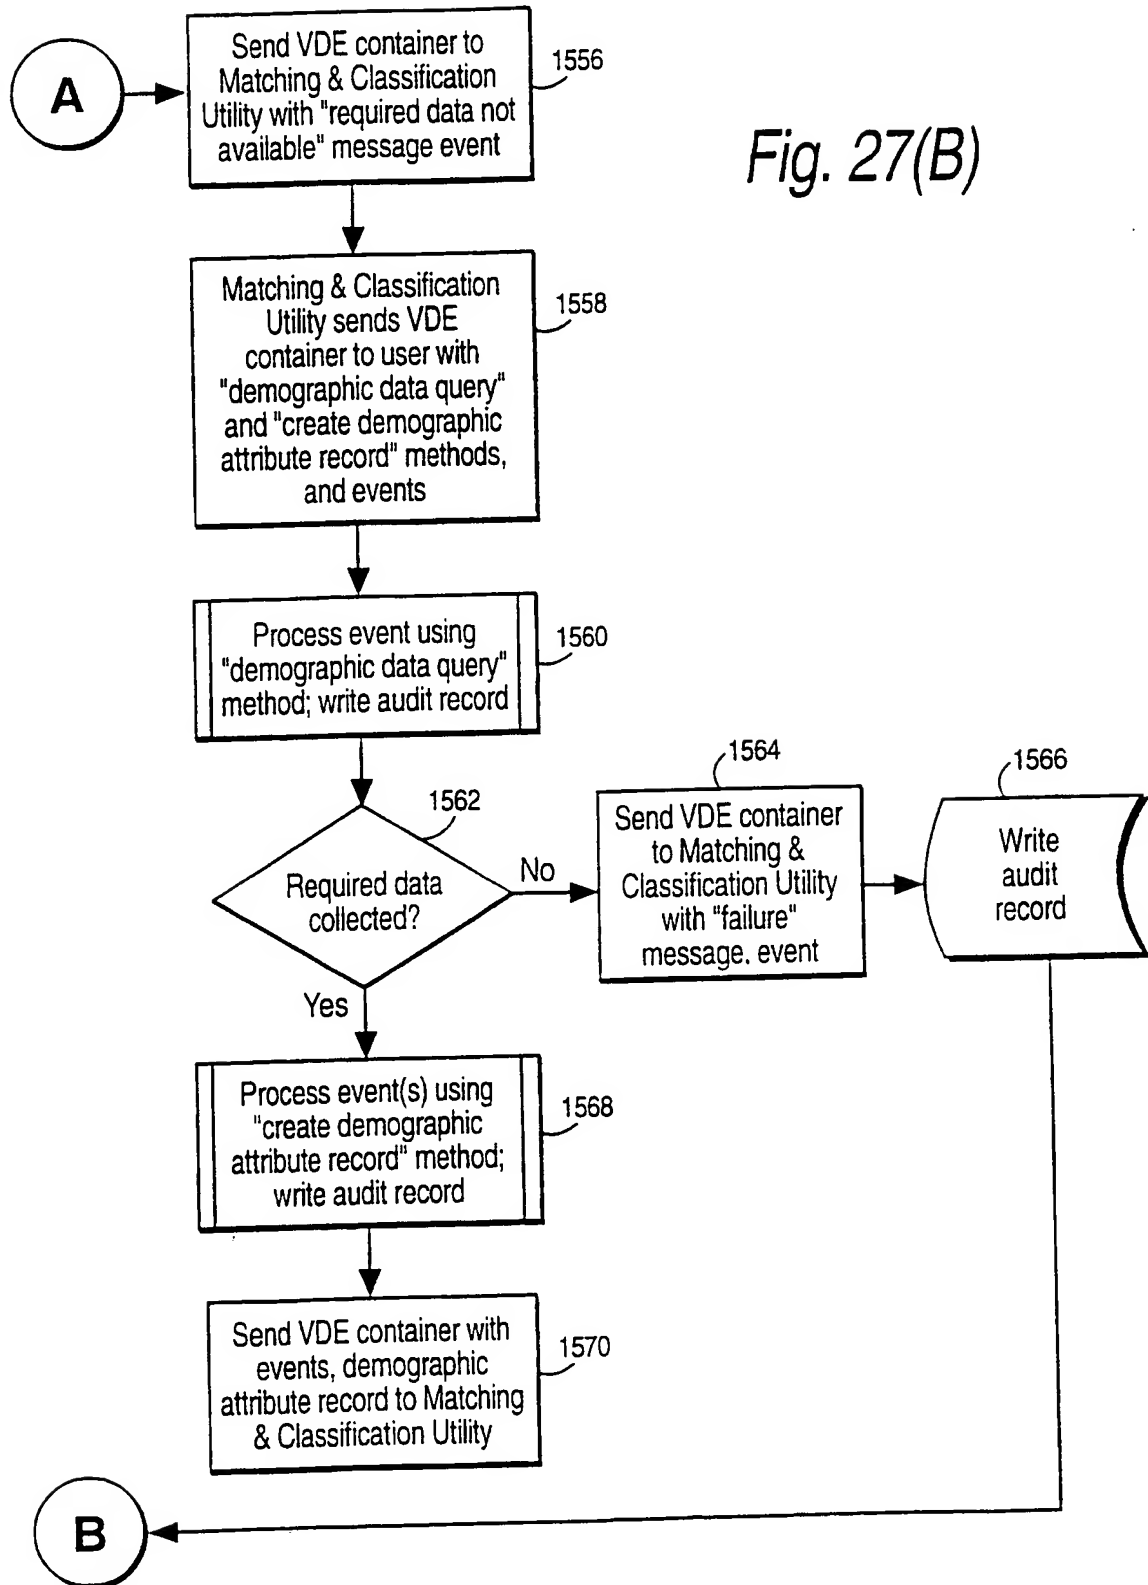 A
Send VDE container to
Matching & Classification
Utility with "required data not
available" message event
1556
Fig. 27(B)
Matching & Classification
Utility sends VDE
container to user with
"demographic data query"
and "create demographic
attribute record" methods,
and events
1558
Process event using
"demographic data query"
method; write audit record
1560
1562
Required data
collected?
No
Yes
1564
Send VDE container
to Matching &
Classification Utility
with "failure"
message. event
1566
Write
audit
record
Process event(s) using
"create demographic
attribute record" method;
write audit record
1568
Send VDE container with
events, demographic
attribute record to Matching
& Classification Utility
1570
B